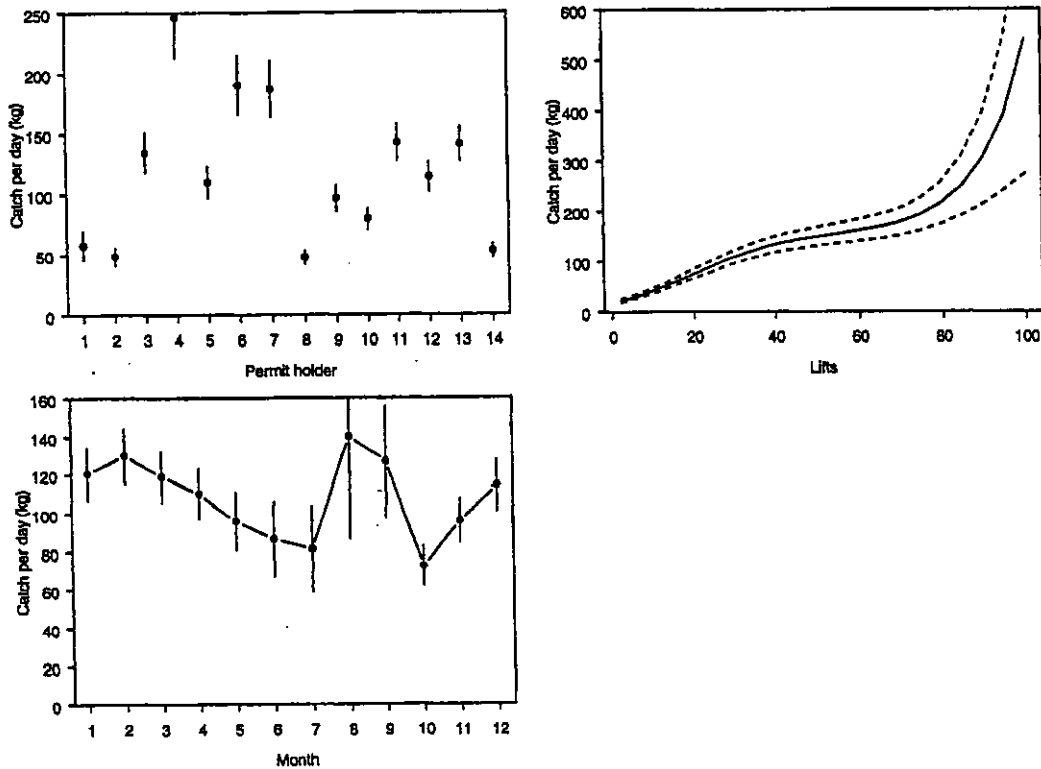 250
200
150
100
50
0
Catch per day (kg)
1 2 3 4 5 6 7 8 9 10 11 12 13 14
Permit holder
600
500
400
300
200
100
0
Catch per day (kg)
0 20 40 60 80 100
Lifts
160
140
120
100
80
60
40
20
0
Catch per day (kg)
1 2 3 4 5 6 7 8 9 10 11 12
Month